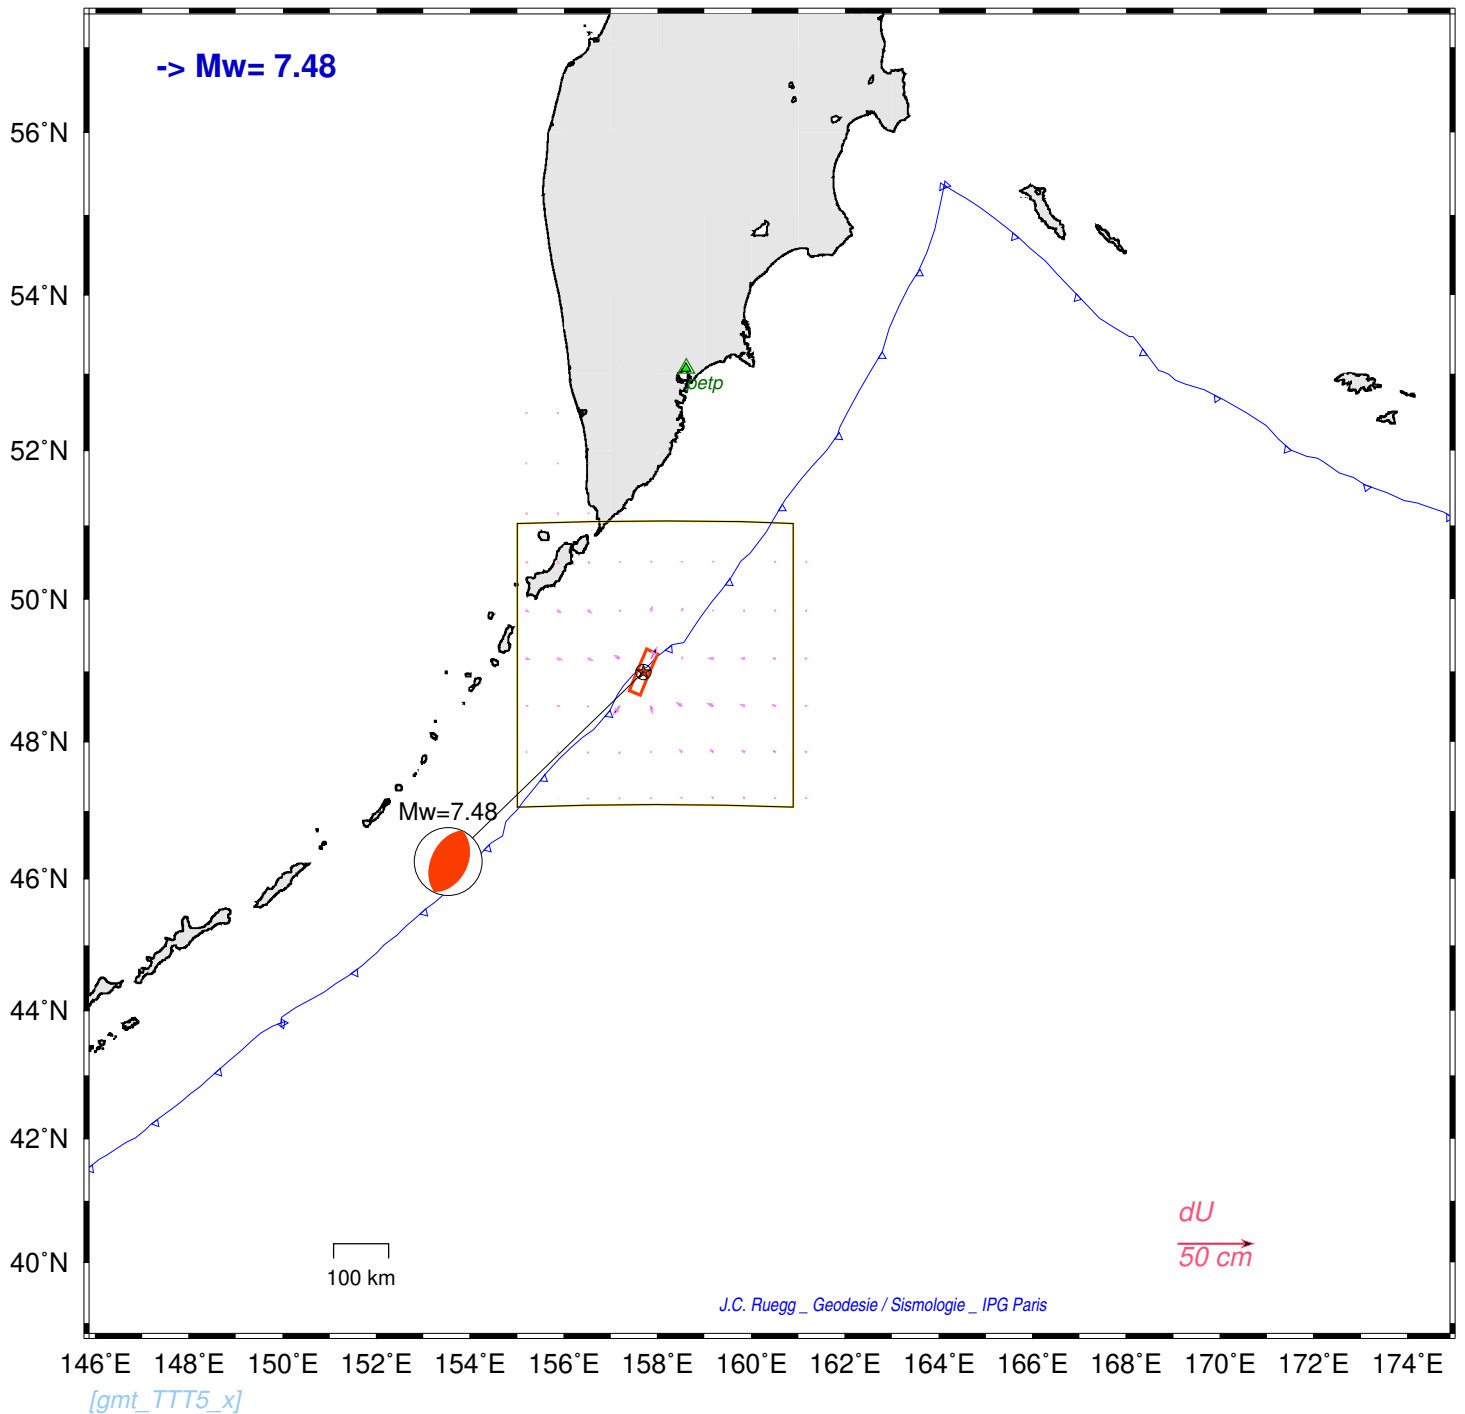 -> Mw= 7.48
56°N
54°N
petp
52°N
50°N
48°N
Mw=7.48
46°N
44°N
42°N
dU
50 cm
40°N
100 km
J.C. Ruegg _ Geodesie / Sismologie _ IPG Paris
146°E 148°E 150°E 152°E 154°E 156°E 158°E 160°E 162°E 164°E 166°E 168°E 170°E 172°E 174°E
[gmt_TTT5_x]